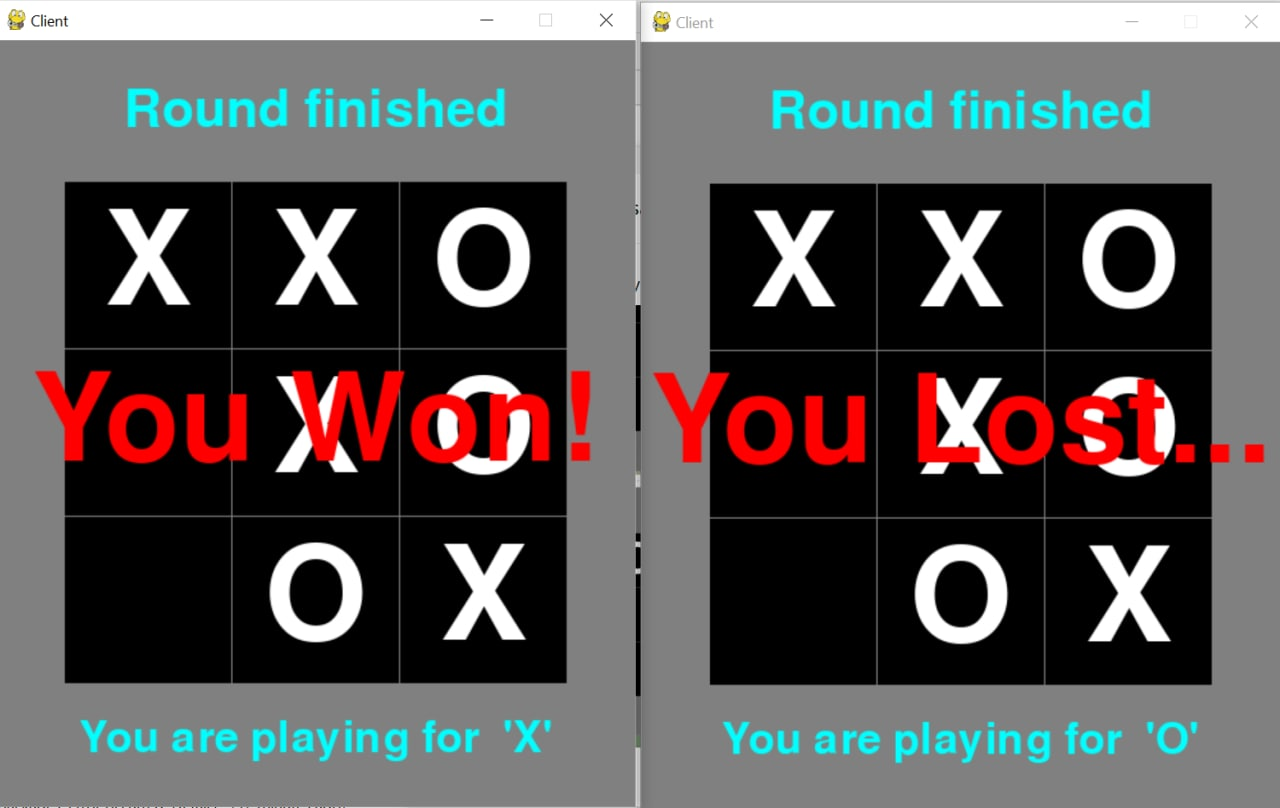 Client
Round finished
X X O
X O
You Won!
O X
You are playing for 'X'
Client
Round finished
X X O
X O
You Lost...
O X
You are playing for 'O'